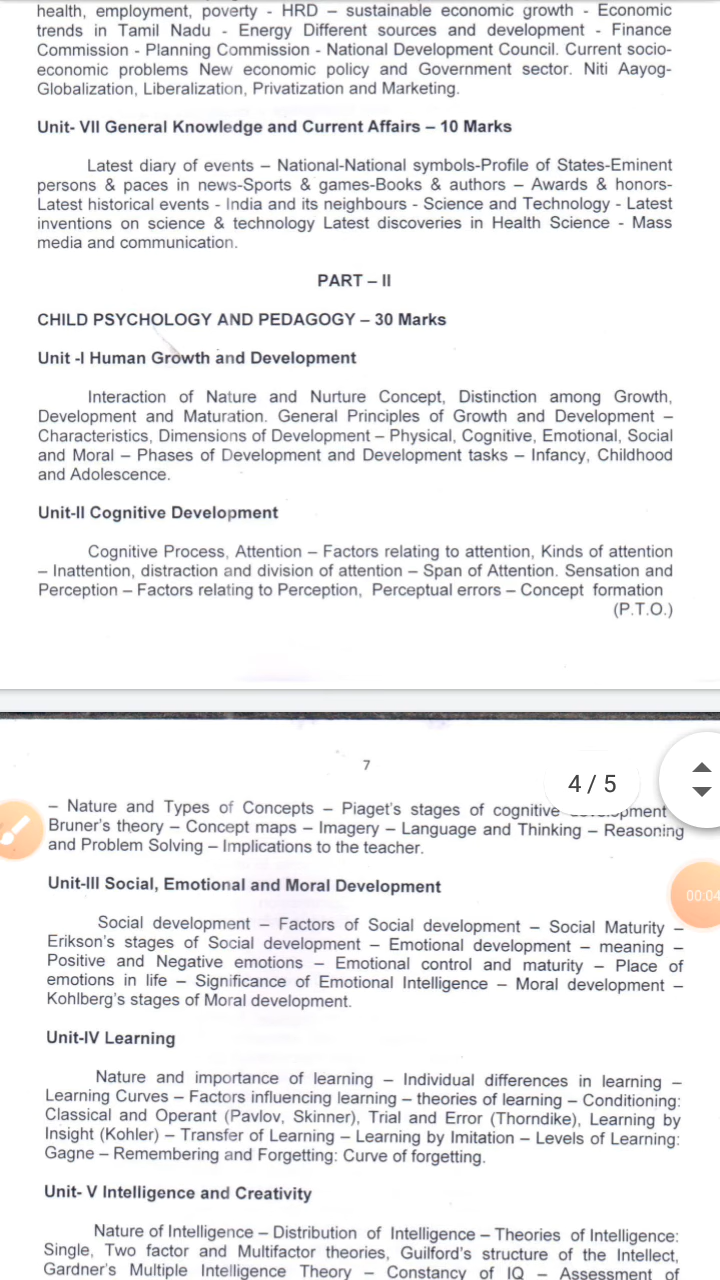 health, employment, poverty - HRD – sustainable economic growth - Economic
trends in Tamil Nadu - Energy Different sources and development - Finance
Commission - Planning Commission - National Development Council. Current socio-
economic problems New economic policy and Government sector. Niti Aayog-
Globalization, Liberalization, Privatization and Marketing.
Unit- VII General Knowledge and Current Affairs – 10 Marks
Latest diary of events – National-National symbols-Profile of States-Eminent
persons & paces in news-Sports & games-Books & authors – Awards & honors-
Latest historical events - India and its neighbours - Science and Technology - Latest
inventions on science & technology Latest discoveries in Health Science - Mass
media and communication.
PART – II
CHILD PSYCHOLOGY AND PEDAGOGY – 30 Marks
Unit -I Human Growth and Development
Interaction of Nature and Nurture Concept, Distinction among Growth,
Development and Maturation. General Principles of Growth and Development –
Characteristics, Dimensions of Development – Physical, Cognitive, Emotional, Social
and Moral – Phases of Development and Development tasks – Infancy, Childhood
and Adolescence.
Unit-II Cognitive Development
Cognitive Process, Attention – Factors relating to attention, Kinds of attention
– Inattention, distraction and division of attention – Span of Attention. Sensation and
Perception – Factors relating to Perception, Perceptual errors – Concept formation
(P.T.O.)
7
4 / 5
– Nature and Types of Concepts – Piaget's stages of cognitive
Bruner's theory – Concept maps – Imagery – Language and Thinking – Reasoning
and Problem Solving – Implications to the teacher.
00:04
Unit-III Social, Emotional and Moral Development
Social development – Factors of Social development – Social Maturity –
Erikson's stages of Social development – Emotional development – meaning –
Positive and Negative emotions – Emotional control and maturity – Place of
emotions in life – Significance of Emotional Intelligence – Moral development –
Kohlberg's stages of Moral development.
Unit-IV Learning
Nature and importance of learning – Individual differences in learning –
Learning Curves – Factors influencing learning – theories of learning – Conditioning:
Classical and Operant (Pavlov, Skinner), Trial and Error (Thorndike), Learning by
Insight (Kohler) – Transfer of Learning – Learning by Imitation – Levels of Learning:
Gagne – Remembering and Forgetting: Curve of forgetting.
Unit- V Intelligence and Creativity
Nature of Intelligence – Distribution of Intelligence – Theories of Intelligence:
Single, Two factor and Multifactor theories, Guilford's structure of the Intellect,
Gardner's Multiple Intelligence Theory – Constancy of IQ – Assessment of